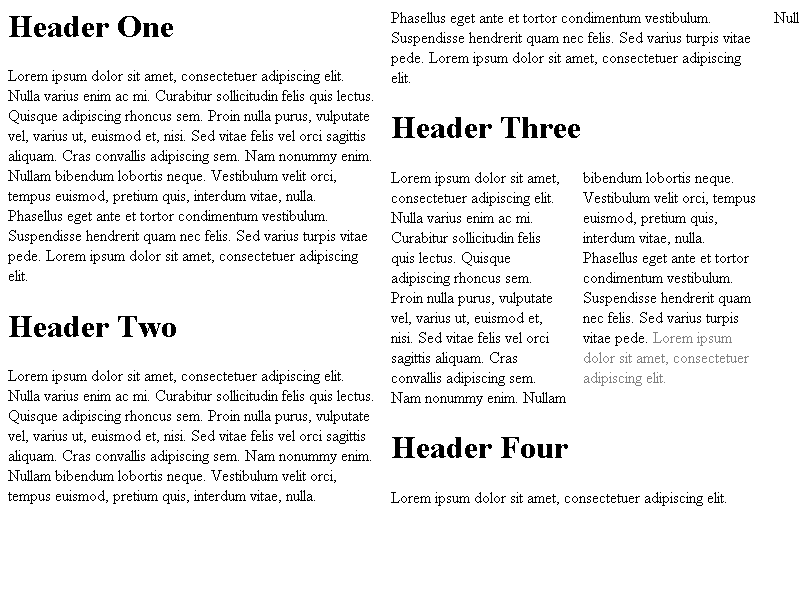 Header One
Lorem ipsum dolor sit amet, consectetuer adipiscing elit.
Nulla varius enim ac mi. Curabitur sollicitudin felis quis lectus.
Quisque adipiscing rhoncus sem. Proin nulla purus, vulputate
vel, varius ut, euismod et, nisi. Sed vitae felis vel orci sagittis
aliquam. Cras convallis adipiscing sem. Nam nonummy enim.
Nullam bibendum lobortis neque. Vestibulum velit orci,
tempus euismod, pretium quis, interdum vitae, nulla.
Phasellus eget ante et tortor condimentum vestibulum.
Suspendisse hendrerit quam nec felis. Sed varius turpis vitae
pede. Lorem ipsum dolor sit amet, consectetuer adipiscing
elit.
Header Two
Lorem ipsum dolor sit amet, consectetuer adipiscing elit.
Nulla varius enim ac mi. Curabitur sollicitudin felis quis lectus.
Quisque adipiscing rhoncus sem. Proin nulla purus, vulputate
vel, varius ut, euismod et, nisi. Sed vitae felis vel orci sagittis
aliquam. Cras convallis adipiscing sem. Nam nonummy enim.
Nullam bibendum lobortis neque. Vestibulum velit orci,
tempus euismod, pretium quis, interdum vitae, nulla.
Phasellus eget ante et tortor condimentum vestibulum.
Suspendisse hendrerit quam nec felis. Sed varius turpis vitae
pede. Lorem ipsum dolor sit amet, consectetuer adipiscing
elit.
Header Three
Lorem ipsum dolor sit amet,
consectetuer adipiscing elit.
Nulla varius enim ac mi.
Curabitur sollicitudin felis
quis lectus. Quisque
adipiscing rhoncus sem.
Proin nulla purus, vulputate
vel, varius ut, euismod et,
nisi. Sed vitae felis vel orci
sagittis aliquam. Cras
convallis adipiscing sem.
Nam nonummy enim. Nullam
bibendum lobortis neque.
Vestibulum velit orci, tempus
euismod, pretium quis,
interdum vitae, nulla.
Phasellus eget ante et tortor
condimentum vestibulum.
Suspendisse hendrerit quam
nec felis. Sed varius turpis
vitae pede. Lorem ipsum
dolor sit amet, consectetuer
adipiscing elit.
Header Four
Lorem ipsum dolor sit amet, consectetuer adipiscing elit.
Null